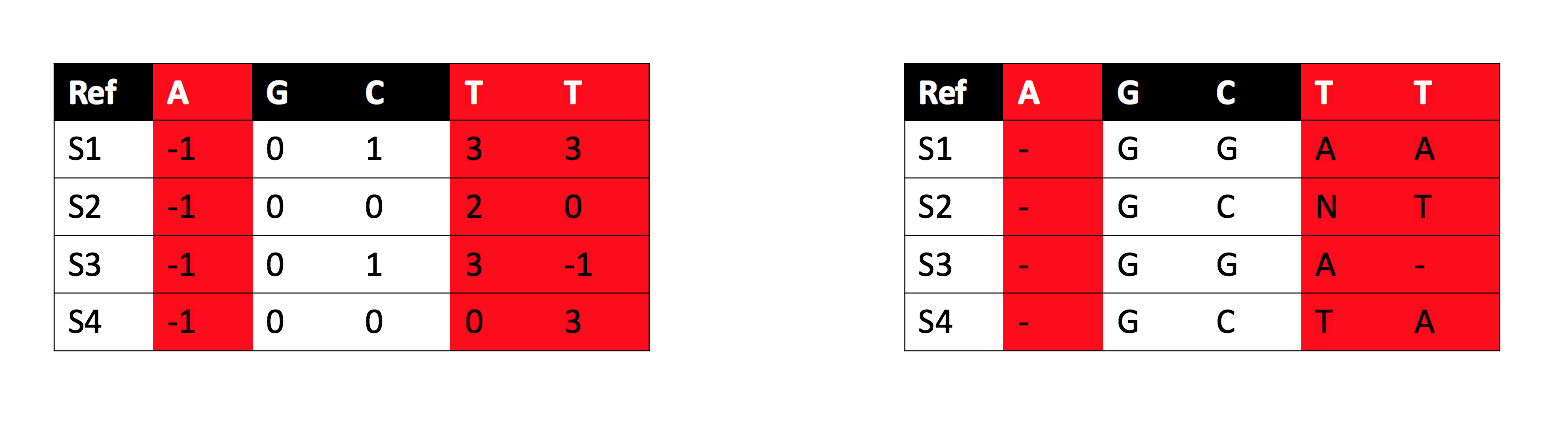 Ref A G C T T
S1 -1 0 1 3 3
S2 -1 0 0 2 0
S3 -1 0 1 3 -1
S4 -1 0 0 0 3
Ref A G C T T
S1 - G G A A
S2 - G C N T
S3 - G G A -
S4 - G C T A